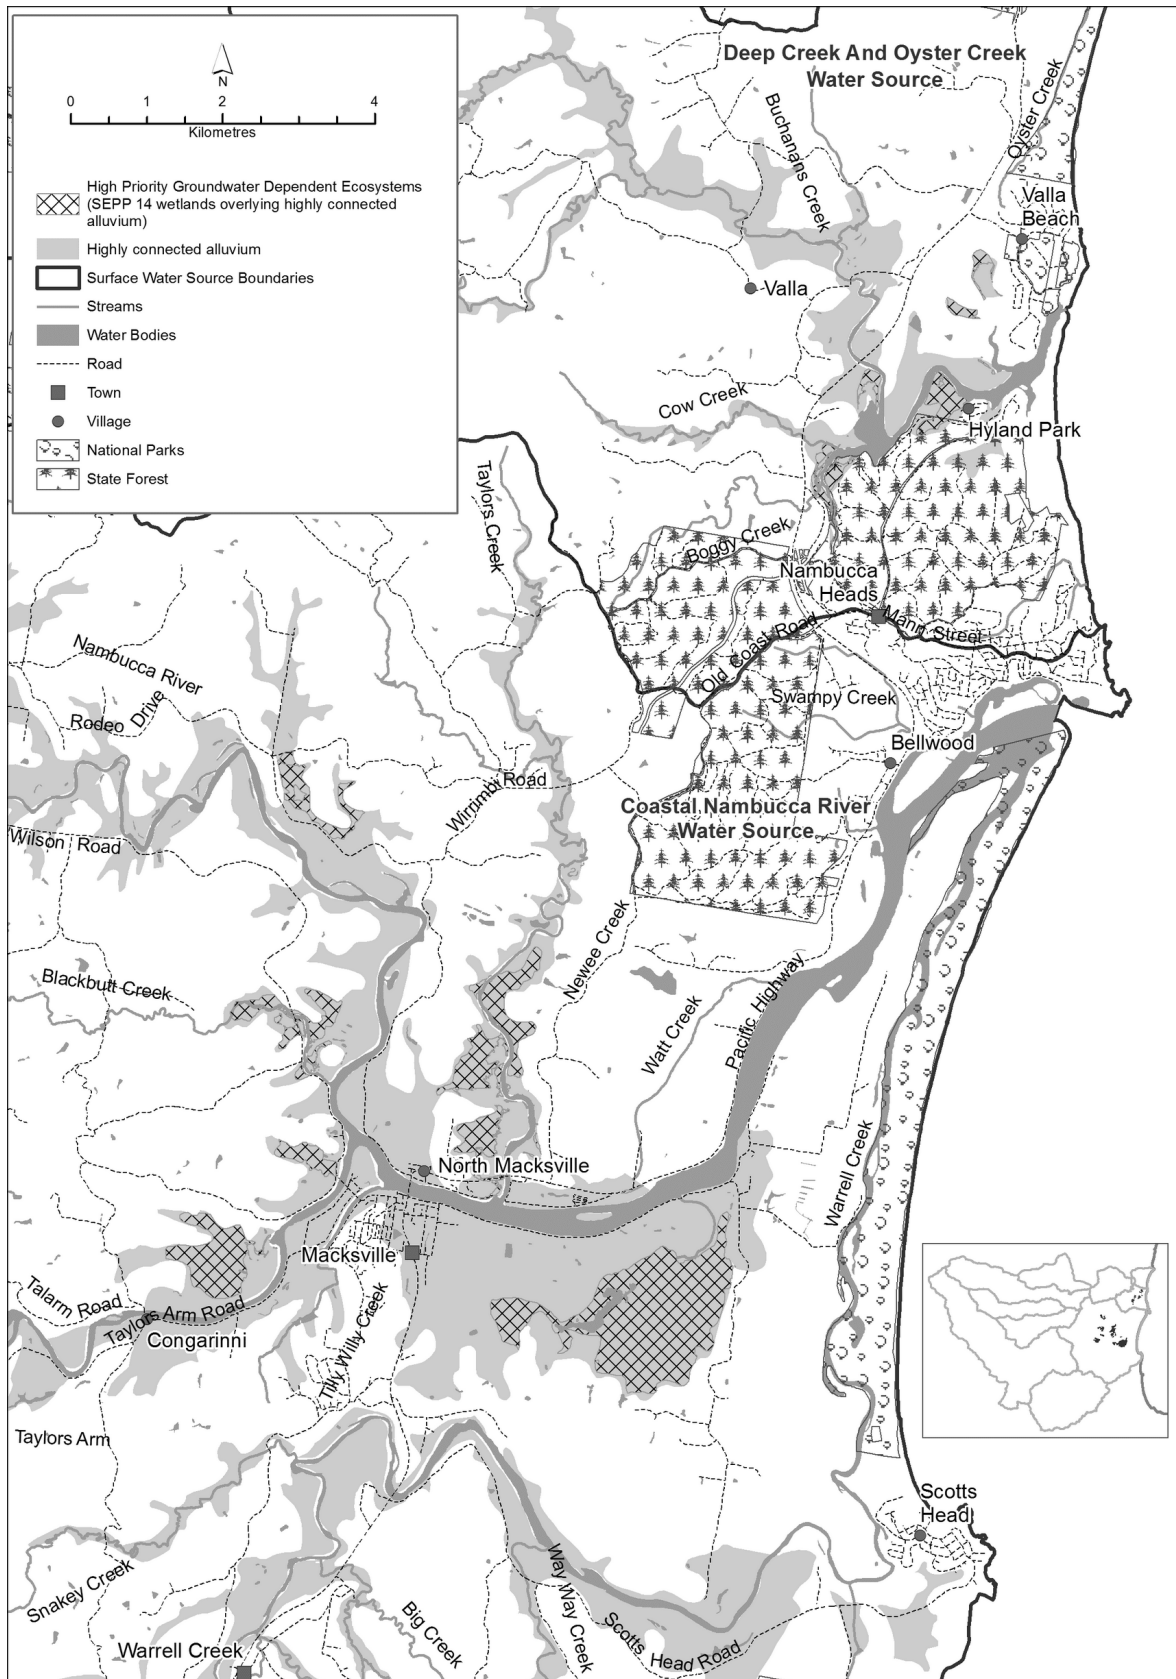 N
0 1 2 4
Kilometres
High Priority Groundwater Dependent Ecosystems
(SEPP 14 wetlands overlying highly connected
alluvium)
Highly connected alluvium
Surface Water Source Boundaries
Streams
Water Bodies
Road
Town
Village
National Parks
State Forest
Deep Creek And Oyster Creek
Water Source
Buchanans Creek
Oyster Creek
Valla
Beach
Valla
Cow Creek
Hyland Park
Taylors Creek
Boggy Creek
Nambucca
Heads
Mann Street
Old Coast Road
Swampy Creek
Nambucca River
Rodeo Drive
Bellwood
Wirrimbi Road
Coastal Nambucca River
Water Source
Wilson Road
Newee Creek
Blackbutt Creek
Watt Creek
Pacific Highway
Warrell Creek
North Macksville
Macksville
Talarm Road
Taylors Arm Road
Congarinni
Tilly Willy Creek
Taylors Arm
Scotts
Head
Snakey Creek
Way Way Creek
Big Creek
Scotts Head Road
Warrell Creek